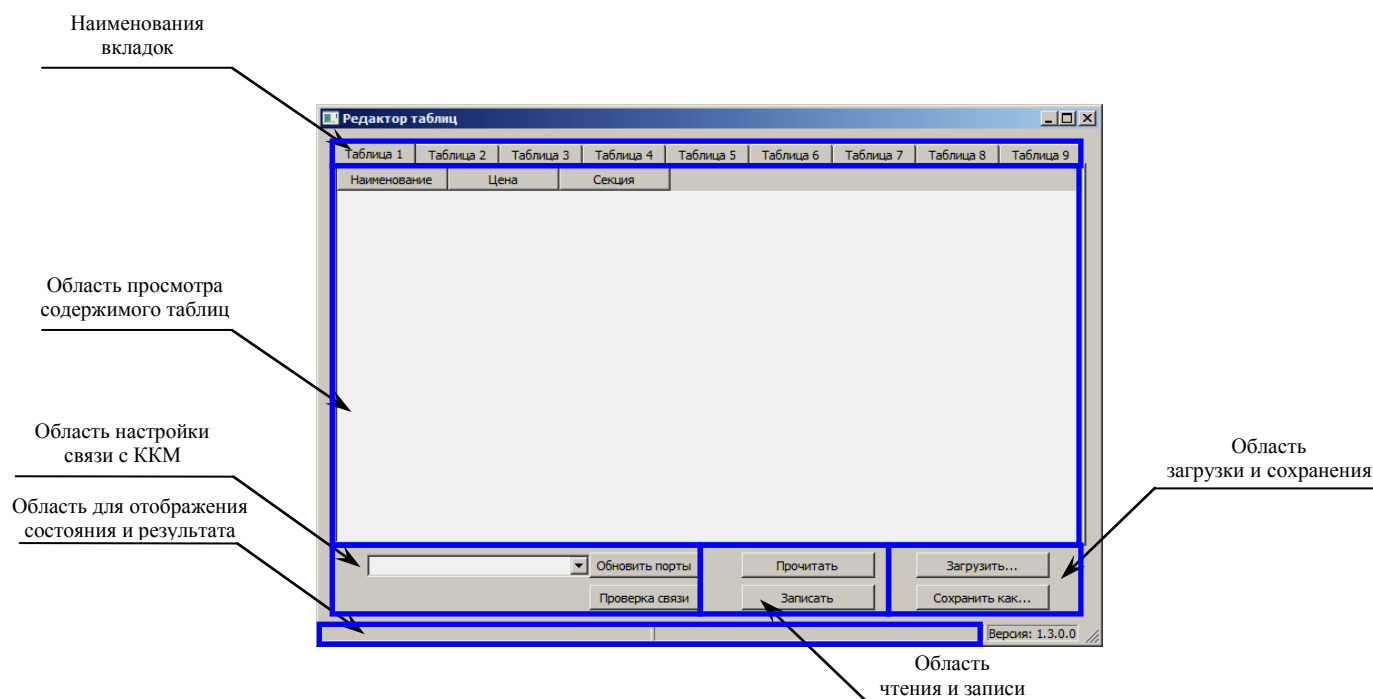 Наименования
вкладок
Редактор таблиц
Таблица 1 Таблица 2 Таблица 3 Таблица 4 Таблица 5 Таблица 6 Таблица 7 Таблица 8 Таблица 9
Наименование Цена Секция
Область просмотра
содержимого таблиц
Область настройки
связи с ККМ
Область
загрузки и сохранения
Область для отображения
состояния и результата
Обновить порты Прочитать Загрузить...
Проверка связи Записать Сохранить как...
Версия: 1.3.0.0
Область
чтения и записи